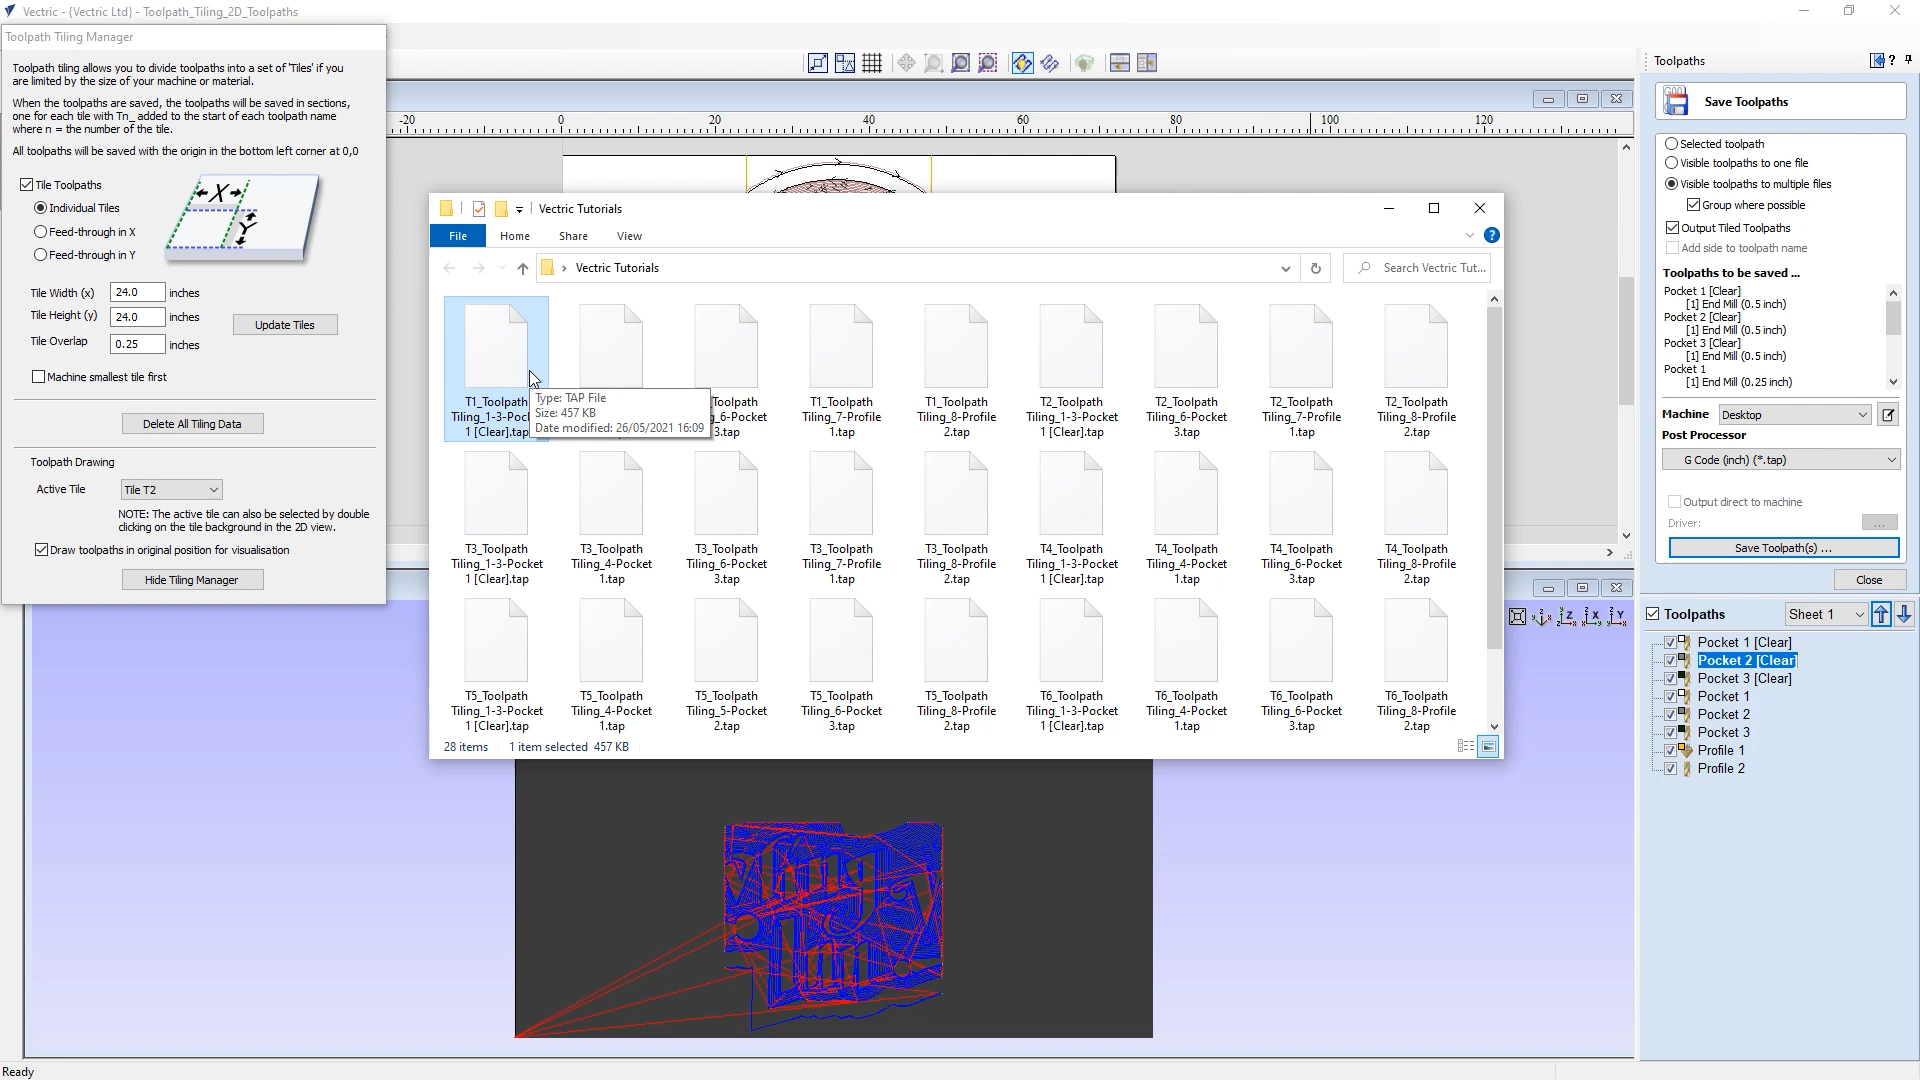 Vectric - {Vectric Ltd} - Toolpath_Tiling_2D_Toolpaths
Toolpath Tiling Manager
Toolpath tiling allows you to divide toolpaths into a set of 'Tiles' if you
are limited by the size of your machine or material.
When the toolpaths are saved, the toolpaths will be saved in sections,
one for each tile with Tn_ added to the start of each toolpath name
where n = the number of the tile.
All toolpaths will be saved with the origin in the bottom left corner at 0,0
Tile Toolpaths
Individual Tiles
Feed-through in X
Feed-through in Y
X
Y
Tile Width (x) 24.0 inches
Tile Height (y) 24.0 inches
Update Tiles
Tile Overlap 0.25 inches
Machine smallest tile first
Delete All Tiling Data
Toolpath Drawing
Active Tile Tile T2
NOTE: The active tile can also be selected by double
clicking on the tile background in the 2D view.
Draw toolpaths in original position for visualisation
Hide Tiling Manager
-20 0 20 40 60 80 100 120
Vectric Tutorials
File Home Share View
Vectric Tutorials
Search Vectric Tut...
T1_Toolpath
Tiling_1-3-Pock
1 [Clear].tap
Type: TAP File
Size: 457 KB
Date modified: 26/05/2021 16:09
_Toolpath
_6-Pocket
3.tap
T1_Toolpath
Tiling_7-Profile
1.tap
T1_Toolpath
Tiling_8-Profile
2.tap
T2_Toolpath
Tiling_1-3-Pocket
1 [Clear].tap
T2_Toolpath
Tiling_6-Pocket
3.tap
T2_Toolpath
Tiling_7-Profile
1.tap
T2_Toolpath
Tiling_8-Profile
2.tap
T3_Toolpath
Tiling_1-3-Pocket
1 [Clear].tap
T3_Toolpath
Tiling_4-Pocket
1.tap
T3_Toolpath
Tiling_6-Pocket
3.tap
T3_Toolpath
Tiling_7-Profile
1.tap
T3_Toolpath
Tiling_8-Profile
2.tap
T4_Toolpath
Tiling_1-3-Pocket
1 [Clear].tap
T4_Toolpath
Tiling_4-Pocket
1.tap
T4_Toolpath
Tiling_6-Pocket
3.tap
T4_Toolpath
Tiling_8-Profile
2.tap
T5_Toolpath
Tiling_1-3-Pocket
1 [Clear].tap
T5_Toolpath
Tiling_4-Pocket
1.tap
T5_Toolpath
Tiling_5-Pocket
2.tap
T5_Toolpath
Tiling_6-Pocket
3.tap
T5_Toolpath
Tiling_8-Profile
2.tap
T6_Toolpath
Tiling_1-3-Pocket
1 [Clear].tap
T6_Toolpath
Tiling_4-Pocket
1.tap
T6_Toolpath
Tiling_6-Pocket
3.tap
T6_Toolpath
Tiling_8-Profile
2.tap
28 items 1 item selected 457 KB
Toolpaths
Save Toolpaths
Selected toolpath
Visible toolpaths to one file
Visible toolpaths to multiple files
Group where possible
Output Tiled Toolpaths
Add side to toolpath name
Toolpaths to be saved ...
Pocket 1 [Clear]
[1] End Mill (0.5 inch)
Pocket 2 [Clear]
[1] End Mill (0.5 inch)
Pocket 3 [Clear]
[1] End Mill (0.5 inch)
Pocket 1
[1] End Mill (0.25 inch)
Machine Desktop
Post Processor
G Code (inch) (*.tap)
Output direct to machine
Driver: ...
Save Toolpath(s) ...
Close
Toolpaths Sheet 1
Pocket 1 [Clear]
Pocket 2 [Clear]
Pocket 3 [Clear]
Pocket 1
Pocket 2
Pocket 3
Profile 1
Profile 2
Ready